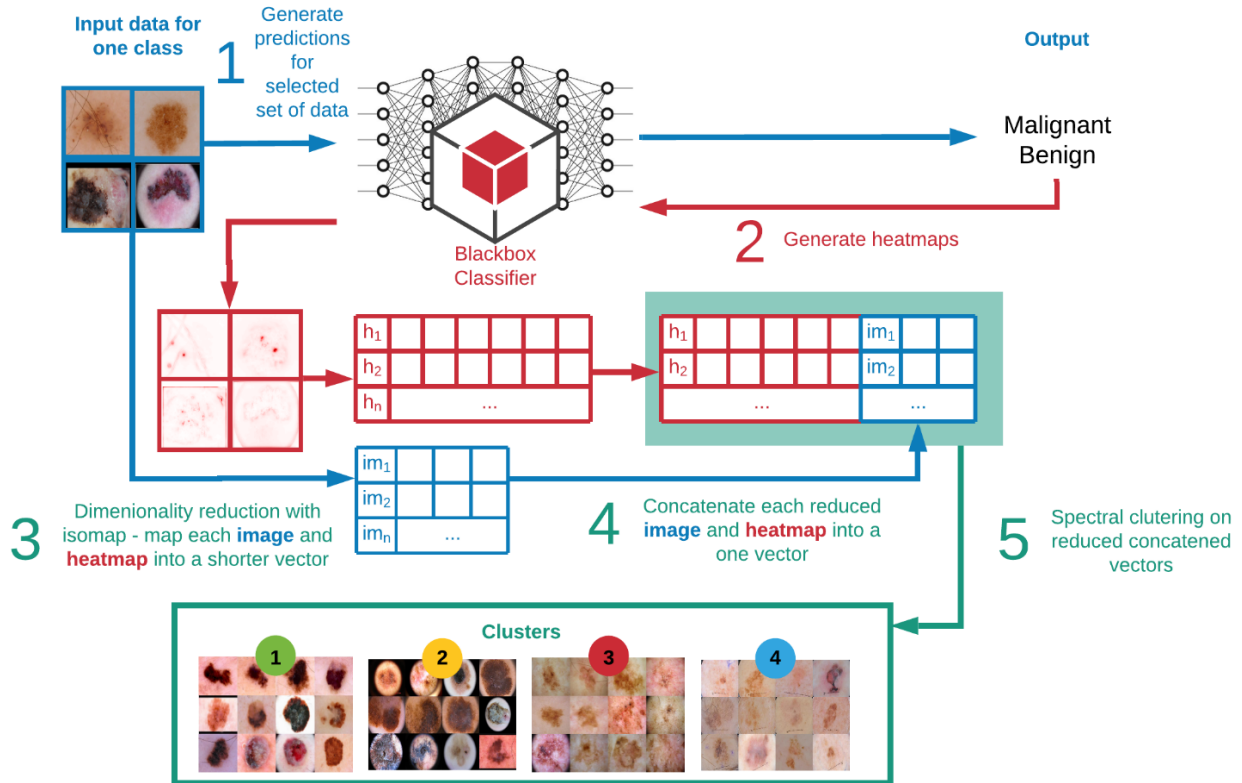 Input data for
one class
1
Generate
predictions
for
selected
set of data
Output
Malignant
Benign
Blackbox
Classifier
2
Generate heatmaps
h1
h2
hn
...
h1
h2
...
im1
im2
...
im1
im2
imn
...
3
Dimenionality reduction with
isomap - map each image and
heatmap into a shorter vector
4
Concatenate each reduced
image and heatmap into a
one vector
5
Spectral clutering on
reduced concatened
vectors
Clusters
1
2
3
4